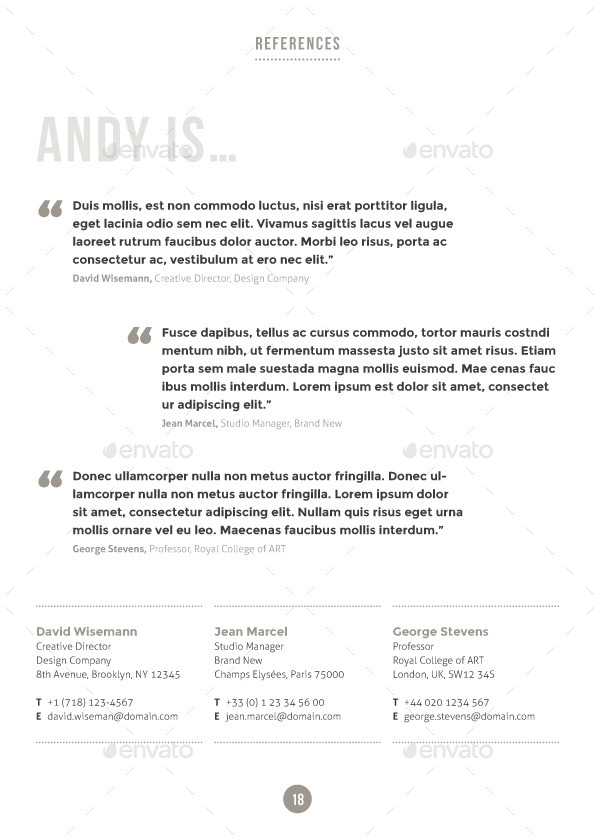 REFERENCES
ANDY IS...
“ Duis mollis, est non commodo luctus, nisi erat porttitor ligula,
eget lacinia odio sem nec elit. Vivamus sagittis lacus vel augue
laoreet rutrum faucibus dolor auctor. Morbi leo risus, porta ac
consectetur ac, vestibulum at ero nec elit.”
David Wisemann, Creative Director, Design Company
“ Fusce dapibus, tellus ac cursus commodo, tortor mauris costndi
mentum nibh, ut fermentum massesta justo sit amet risus. Etiam
porta sem male suestada magna mollis euismod. Mae cenas fauc
ibus mollis interdum. Lorem ipsum est dolor sit amet, consectet
ur adipiscing elit.”
Jean Marcel, Studio Manager, Brand New
“ Donec ullamcorper nulla non metus auctor fringilla. Donec ul-
lamcorper nulla non metus auctor fringilla. Lorem ipsum dolor
sit amet, consectetur adipiscing elit. Nullam quis risus eget urna
mollis ornare vel eu leo. Maecenas faucibus mollis interdum.”
George Stevens, Professor, Royal College of ART
David Wisemann
Creative Director
Design Company
8th Avenue, Brooklyn, NY 12345
T +1 (718) 123-4567
E david.wiseman@domain.com
Jean Marcel
Studio Manager
Brand New
Champs Elysées, Paris 75000
T +33 (0) 1 23 34 56 00
E jean.marcel@domain.com
George Stevens
Professor
Royal College of ART
London, UK, SW12 34S
T +44 020 1234 567
E george.stevens@domain.com
18
envato
envato
envato
envato
envato
envato